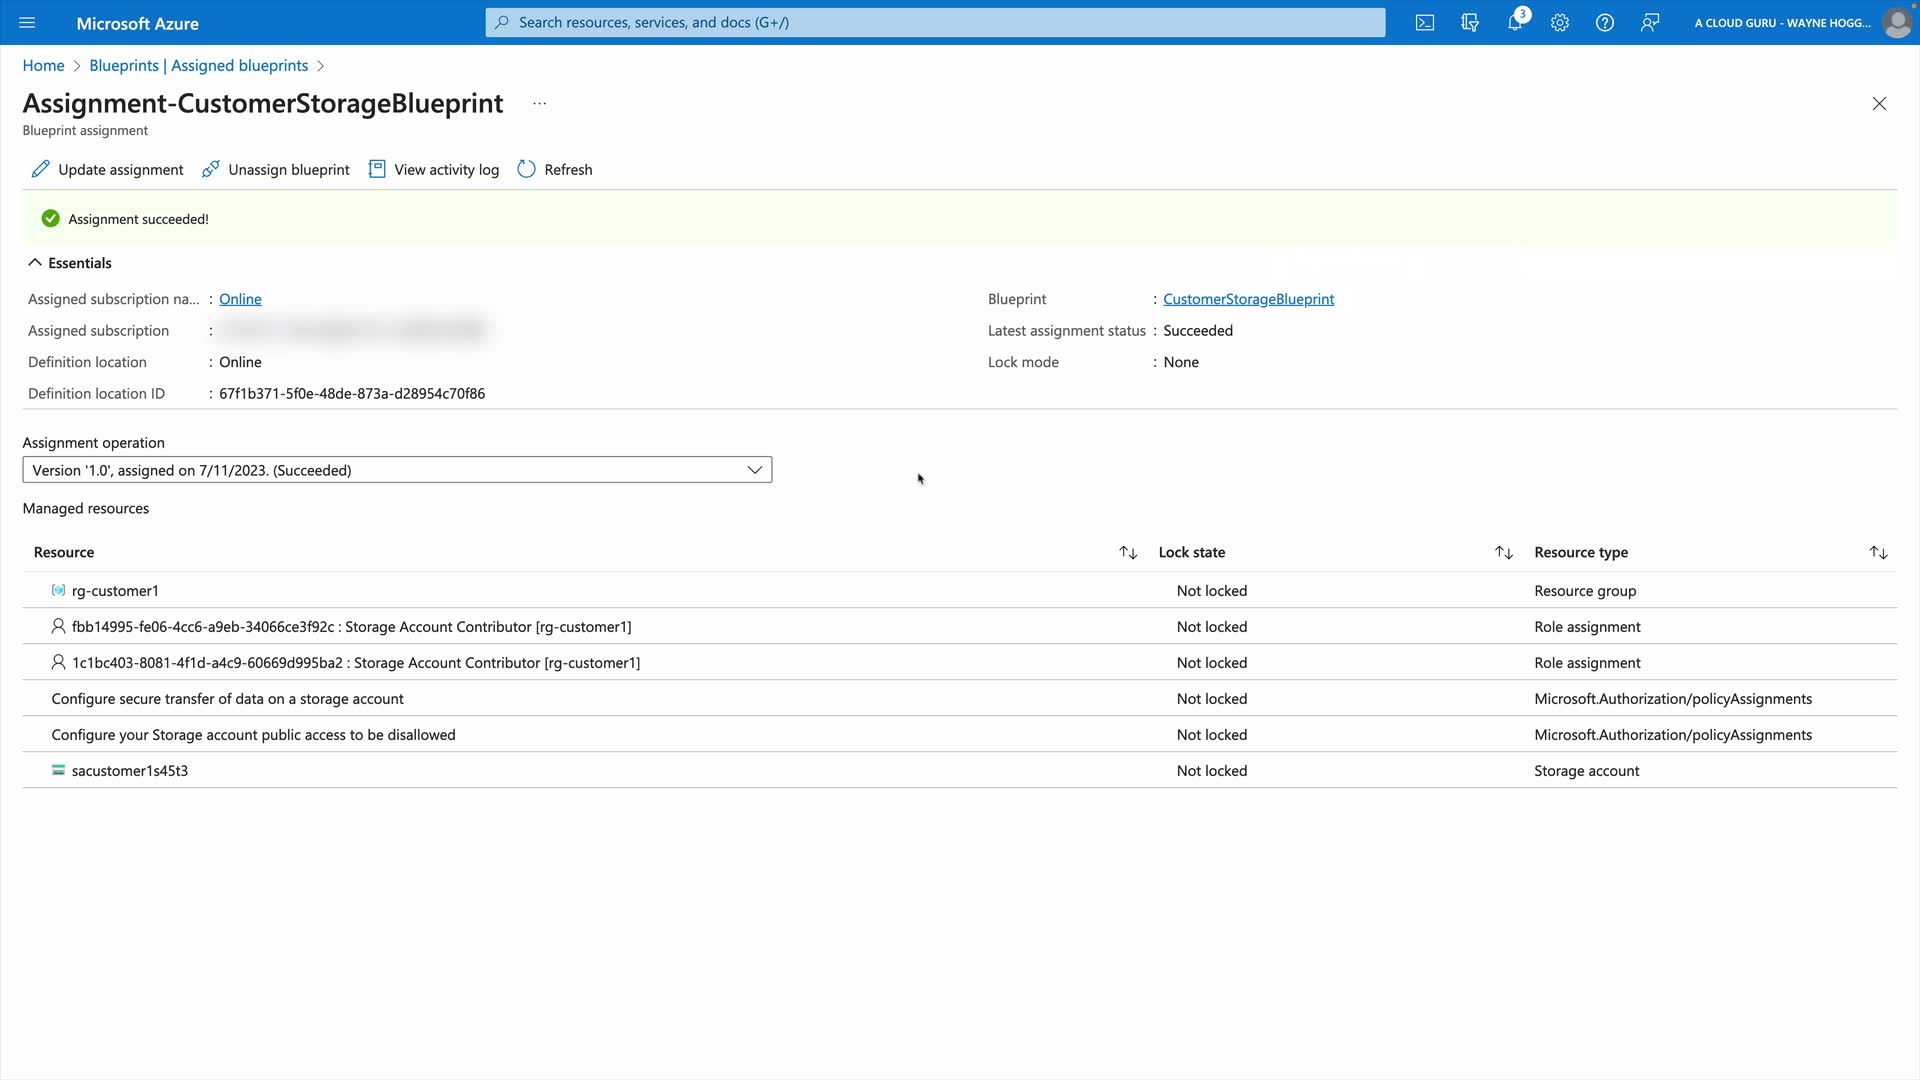 Microsoft Azure
Search resources, services, and docs (G+/)
3
A CLOUD GURU - WAYNE HOGG...
Home > Blueprints | Assigned blueprints >
Assignment-CustomerStorageBlueprint ...
Blueprint assignment
Update assignment Unassign blueprint View activity log Refresh
Assignment succeeded!
Essentials
Assigned subscription na... : Online
Blueprint : CustomerStorageBlueprint
Assigned subscription :
Latest assignment status : Succeeded
Definition location : Online
Lock mode : None
Definition location ID : 67f1b371-5f0e-48de-873a-d28954c70f86
Assignment operation
Version '1.0', assigned on 7/11/2023. (Succeeded)
Managed resources
Resource Lock state Resource type
rg-customer1 Not locked Resource group
fbb14995-fe06-4cc6-a9eb-34066ce3f92c : Storage Account Contributor [rg-customer1] Not locked Role assignment
1c1bc403-8081-4f1d-a4c9-60669d995ba2 : Storage Account Contributor [rg-customer1] Not locked Role assignment
Configure secure transfer of data on a storage account Not locked Microsoft.Authorization/policyAssignments
Configure your Storage account public access to be disallowed Not locked Microsoft.Authorization/policyAssignments
sacustomer1s45t3 Not locked Storage account